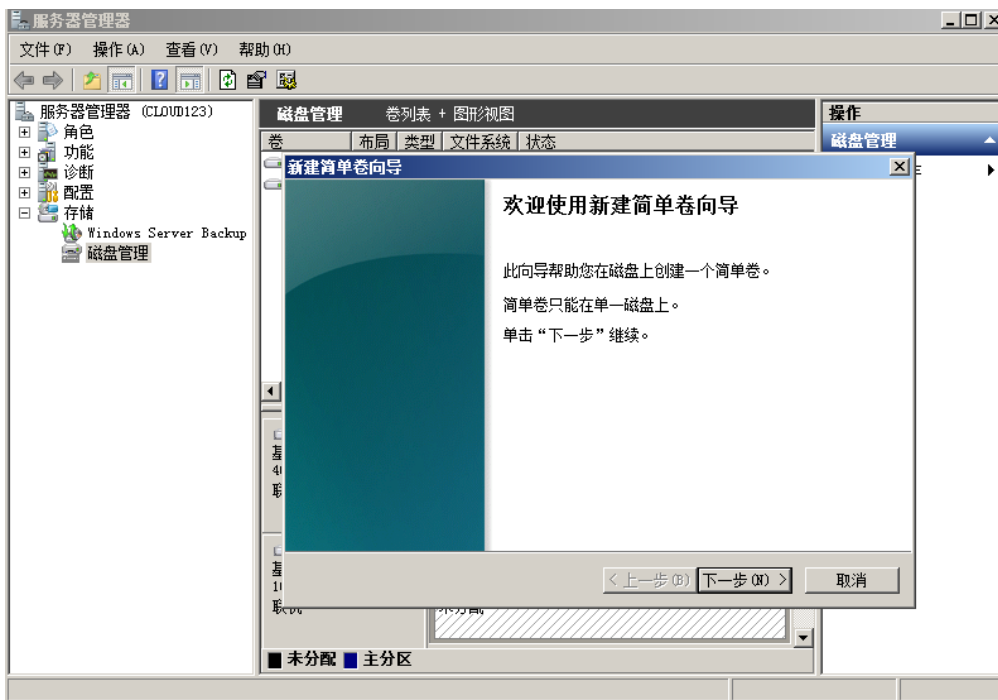 服务器管理器
文件(F) 操作(A) 查看(V) 帮助(H)
服务器管理器 (CLOUD123)
角色
功能
诊断
配置
存储
Windows Server Backup
磁盘管理
磁盘管理 卷列表 + 图形视图
卷 布局 类型 文件系统 状态
新建简单卷向导
欢迎使用新建简单卷向导
此向导帮助您在磁盘上创建一个简单卷。
简单卷只能在单一磁盘上。
单击“下一步”继续。
< 上一步(B) 下一步(N) > 取消
未分配 主分区
操作
磁盘管理